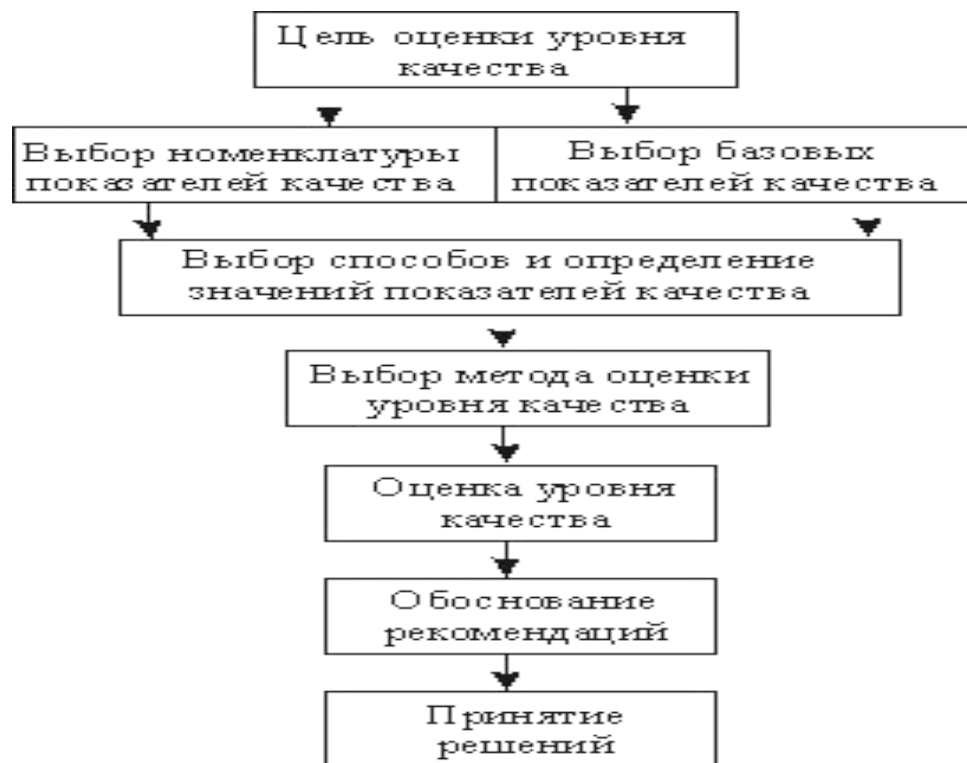 Цель оценки уровня
качества
Выбор номенклатуры
показателей качества
Выбор базовых
показателей качества
Выбор способов и определение
значений показателей качества
Выбор метода оценки
уровня качества
Оценка уровня
качества
Обоснование
рекомендаций
Принятие
решений